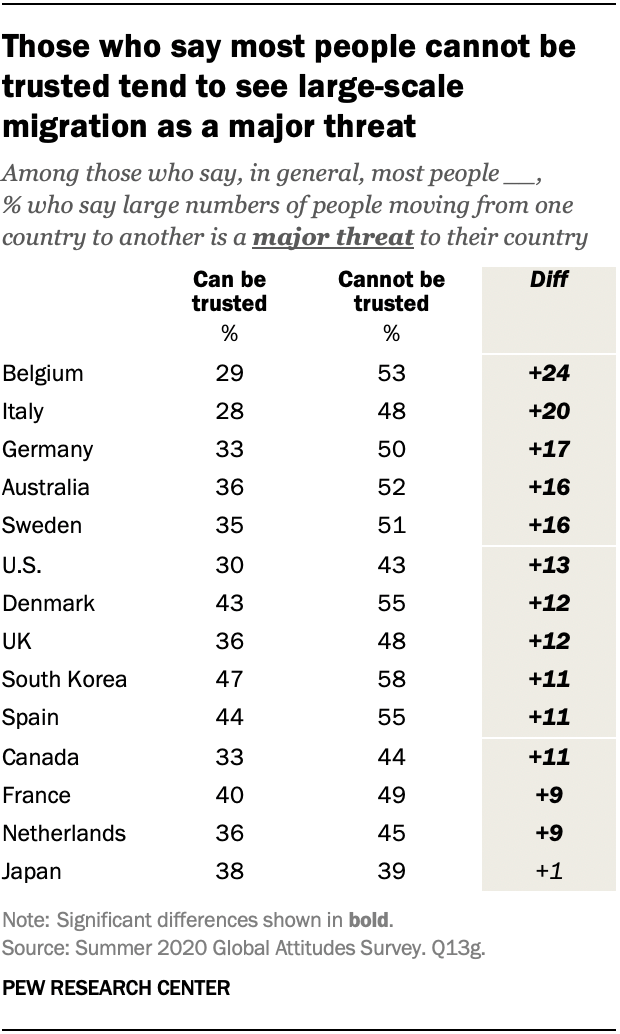 Those who say most people cannot be
trusted tend to see large-scale
migration as a major threat
Among those who say, in general, most people __,
% who say large numbers of people moving from one
country to another is a major threat to their country
Can be trusted Cannot be trusted Diff
% %
Belgium 29 53 +24
Italy 28 48 +20
Germany 33 50 +17
Australia 36 52 +16
Sweden 35 51 +16
U.S. 30 43 +13
Denmark 43 55 +12
UK 36 48 +12
South Korea 47 58 +11
Spain 44 55 +11
Canada 33 44 +11
France 40 49 +9
Netherlands 36 45 +9
Japan 38 39 +1
Note: Significant differences shown in bold.
Source: Summer 2020 Global Attitudes Survey. Q13g.
PEW RESEARCH CENTER